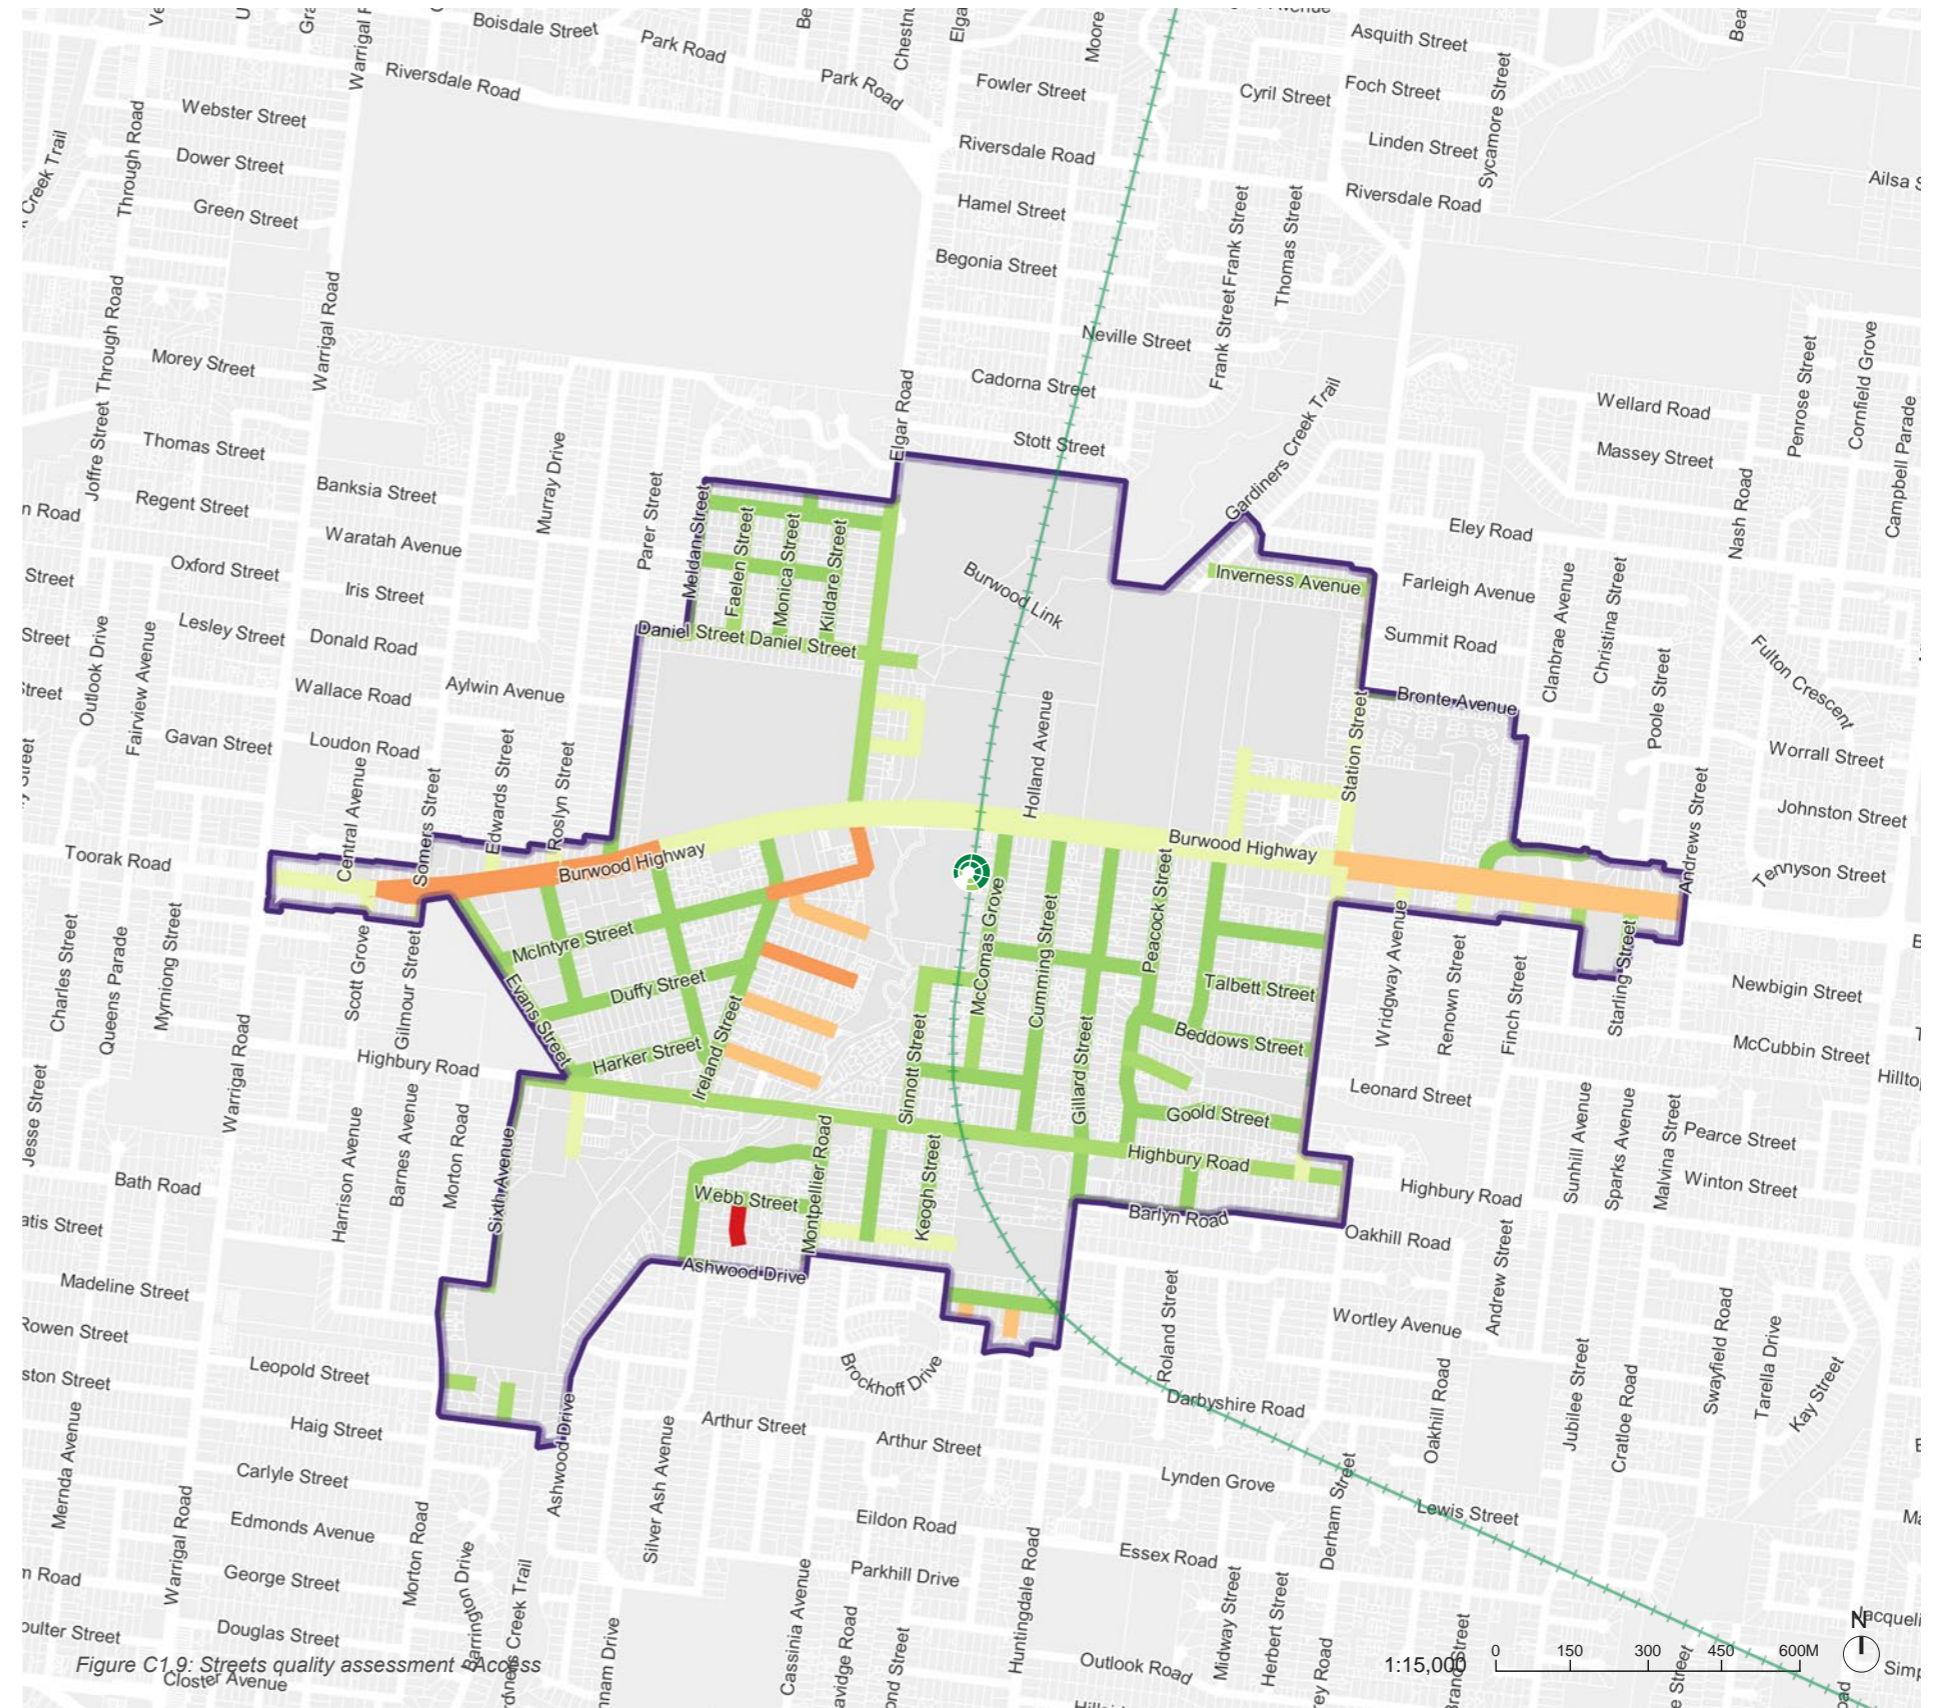 Boisdale Street
Park Road
Chestnu
Moore
Asquith Street
Warrigal R
Riversdale Road
Park Road
Fowler Street
Cyril Street
Foch Street
Sycamore Street
Webster Street
Linden Street
Through Road
Dower Street
Riversdale Road
Creek Trail
Green Street
Hamel Street
Frank Street
Thomas Street
Riversdale Road
Ailsa S
Begonia Street
Warrigal Road
Through Road
Neville Street
Frank Street
Morey Street
Cadorna Street
Gardiners Creek Trail
Wellard Road
Penrose Street
Cornfield Grove
Campbell Parade
Joffre Street
Thomas Street
Elgar Road
Stott Street
Massey Street
Banksia Street
Murray Drive
Parer Street
Nash Road
n Road
Regent Street
Waratah Avenue
Meldan Street
Faelen Street
Monica Street
Kildare Street
Eley Road
Street
Oxford Street
Iris Street
Burwood Link
Inverness Avenue
Farleigh Avenue
Clanbrae Avenue
Christina Street
Street
Outlook Drive
Fairview Avenue
Lesley Street
Donald Road
Daniel Street
Daniel Street
Summit Road
Poole Street
Fulton Crescent
Street
Wallace Road
Aylwin Avenue
Holland Avenue
Station Street
Bronte Avenue
Gavan Street
Loudon Road
Worrall Street
Central Avenue
Somers Street
Edwards Street
Roslyn Street
Andrews Street
Johnston Street
Toorak Road
Burwood Highway
Burwood Highway
Tennyson Street
Charles Street
Queens Parade
Myrniong Street
Scott Grove
Gilmour Street
McIntyre Street
McComas Grove
Cumming Street
Peacock Street
Wridgway Avenue
Renown Street
Finch Street
Starling Street
Evans Street
Duffy Street
Talbett Street
Newbigin Street
Warrigal Road
Highbury Road
Harker Street
Ireland Street
Sinnott Street
Gillard Street
Beddows Street
McCubbin Street
Hillto
Jesse Street
Harrison Avenue
Barnes Avenue
Morton Road
Leonard Street
Goold Street
Sunhill Avenue
Sparks Avenue
Malvina Street
Pearce Street
Bath Road
Sixth Avenue
Webb Street
Montpellier Road
Keogh Street
Highbury Road
Winton Street
Highbury Road
atis Street
Barlyn Road
Oakhill Road
Andrew Street
Ashwood Drive
Madeline Street
Roland Street
Wortley Avenue
Swayfield Road
Tarella Drive
Rowen Street
Leopold Street
Brockhoff Drive
Kay Street
ston Street
Mernda Avenue
Haig Street
Ashwood Drive
Silver Ash Avenue
Arthur Street
Arthur Street
Darbyshire Road
Oakhill Road
Jubilee Street
Cratloe Road
Carlyle Street
Lynden Grove
Derham Street
Lewis Street
Warrigal Road
Edmonds Avenue
Morton Road
Eildon Road
Essex Road
m Road
George Street
Barrington Drive
Parkhill Drive
Huntingdale Road
Cassinia Avenue
Midway Street
Herbert Street
oulter Street
Douglas Street
Outlook Road
Figure C1.9: Streets quality assessment - Access
Closter Avenue
1:15,000
0 150 300 450 600M
N